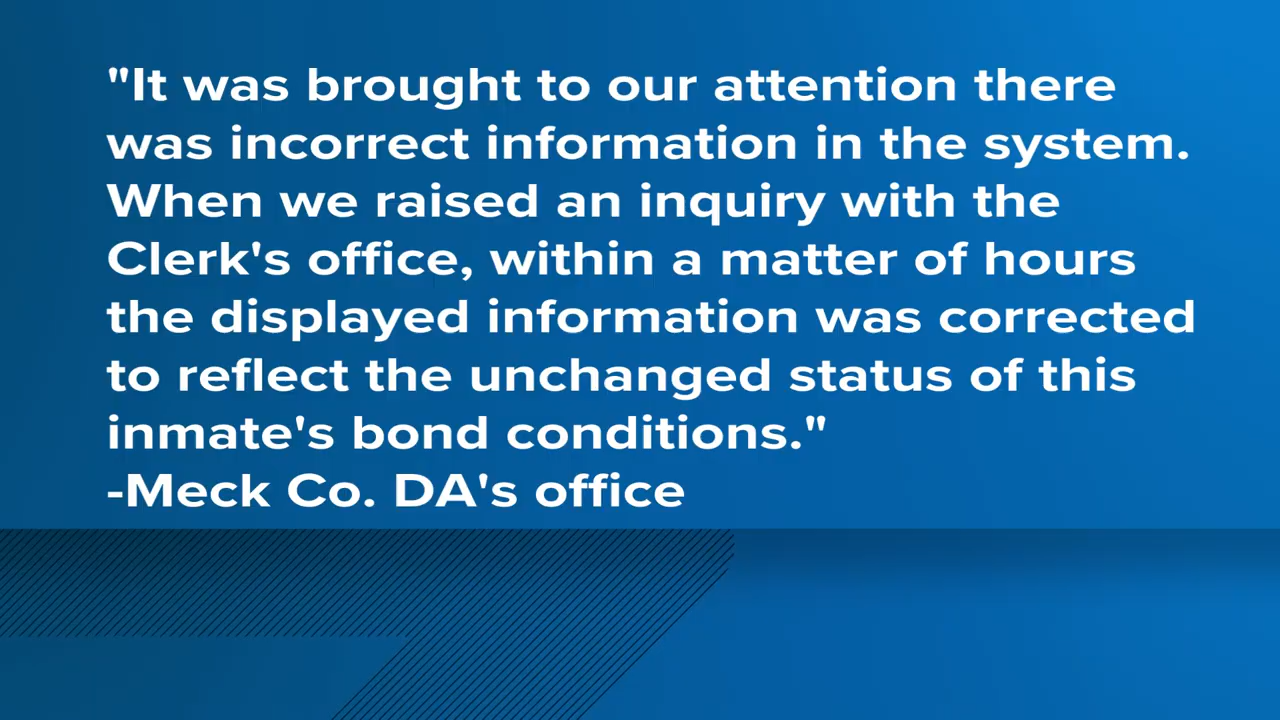 "It was brought to our attention there
was incorrect information in the system.
When we raised an inquiry with the
Clerk's office, within a matter of hours
the displayed information was corrected
to reflect the unchanged status of this
inmate's bond conditions."
-Meck Co. DA's office